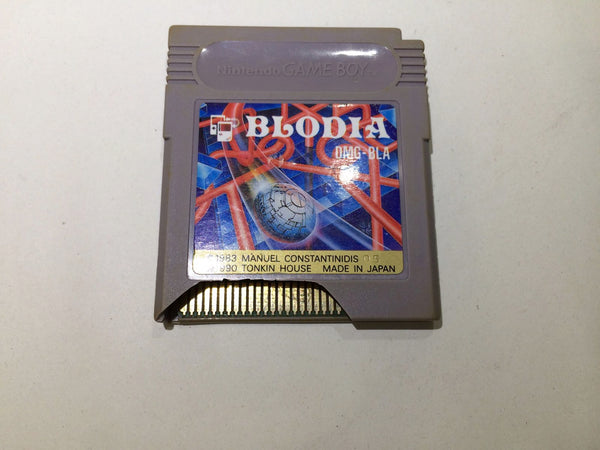 Nintendo GAME BOY
BLODIA
DMG-BLA
©1983 MANUEL CONSTANTINIDIS
1990 TONKIN HOUSE MADE IN JAPAN